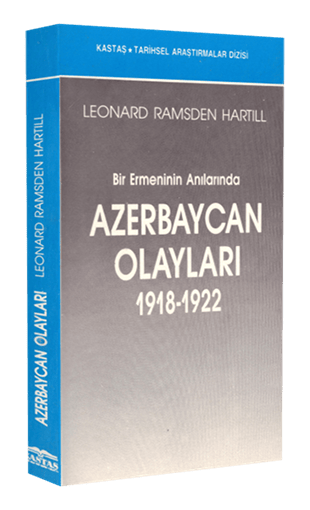 KASTAŞ ★ TARİHSEL ARAŞTIRMALAR DİZİSİ
LEONARD RAMSDEN HARTILL
Bir Ermeninin Anılarında
AZERBAYCAN
OLAYLARI
1918-1922
AZERBAYCAN OLAYLARI LEONARD RAMSDEN HARTILL
KASTAŞ